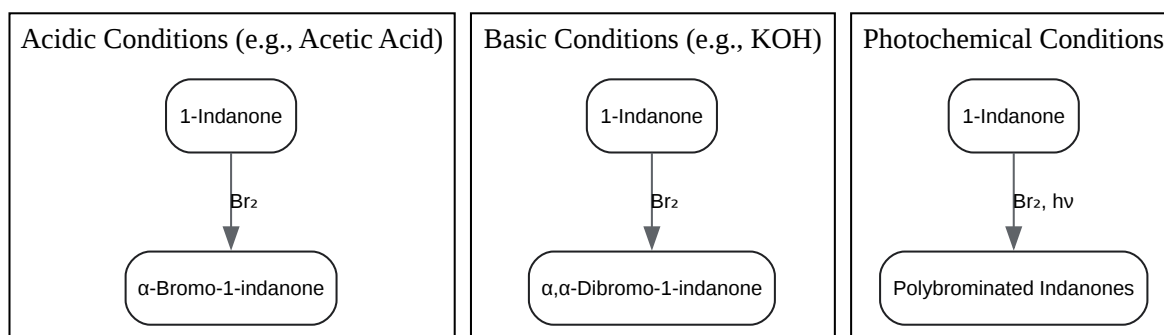 Acidic Conditions (e.g., Acetic Acid)
1-Indanone
Br₂
α-Bromo-1-indanone
Basic Conditions (e.g., KOH)
1-Indanone
Br₂
α,α-Dibromo-1-indanone
Photochemical Conditions
1-Indanone
Br₂, hν
Polybrominated Indanones